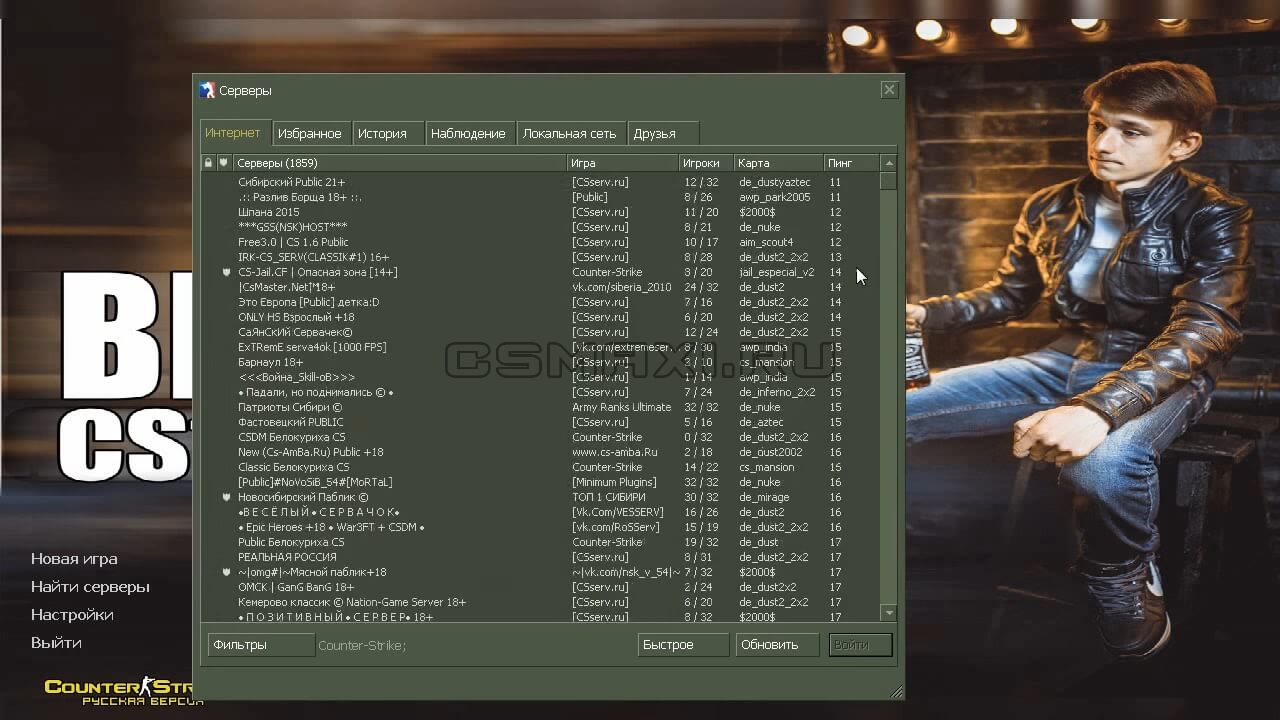 Серверы
Интернет Избранное История Наблюдение Локальная сеть Друзья
Серверы (1859) Игра Игроки Карта Пинг
Сибирский Public 21+ [CSserv.ru] 12 / 32 de_dustyaztec 11
.:: Разлив Борща 18+ ::. [Public] 8 / 26 awp_park2005 11
Шпана 2015 [CSserv.ru] 11 / 20 $2000$ 12
***GSS(NSK)HOST*** [CSserv.ru] 8 / 21 de_nuke 12
Free3.0 | CS 1.6 Public [CSserv.ru] 10 / 17 aim_scout4 12
IRK-CS_SERV(CLASSIK#1) 16+ [CSserv.ru] 8 / 28 de_dust2_2x2 13
CS-Jail.CF | Опасная зона [14+] Counter-Strike 8 / 20 jail_especial_v2 14
]CsMaster.Net[*18+ vk.com/siberia_2010 24 / 32 de_dust2 14
Это Европа [Public] детка:D [CSserv.ru] 7 / 16 de_dust2_2x2 14
ONLY HS Взрослый +18 [CSserv.ru] 6 / 20 de_dust2_2x2 14
СаЯнСкИй Сервачек© [CSserv.ru] 12 / 24 de_dust2_2x2 15
ExTRemE serva4ok [1000 FPS] [vk.com/extremeser. 8 / 30 awp_india 15
Барнаул 18+ [CSserv.ru] 2 / 10 cs_mansion 15
<<<Война_Skill-oB>>> [CSserv.ru] 1 / 14 awp_india 15
• Падали, но поднимались © • [CSserv.ru] 7 / 24 de_inferno_2x2 15
Патриоты Сибири © Army Ranks Ultimate 32 / 32 de_nuke 15
Фастовецкий PUBLIC [CSserv.ru] 5 / 16 de_aztec 15
CSDM Белокуриха CS Counter-Strike 0 / 32 de_dust2_2x2 16
New (Cs-AmBa.Ru) Public +18 www.cs-amba.Ru 2 / 18 de_dust2002 16
Classic Белокуриха CS Counter-Strike 14 / 22 cs_mansion 16
[Public]#NoVoSiB_54#[MoRTaL] [Minimum Plugins] 32 / 32 de_nuke 16
Новосибирский Паблик © ТОП 1 СИБИРИ 30 / 32 de_mirage 16
•В Е С Ё Л Ы Й • С Е Р В А Ч О К• [Vk.Com/VESSERV] 16 / 26 de_dust2 16
• Epic Heroes +18 • War3FT + CSDM • [vk.com/RoSServ] 15 / 19 de_dust2_2x2 16
Public Белокуриха CS Counter-Strike 19 / 32 de_dust 17
РЕАЛЬНАЯ РОССИЯ [CSserv.ru] 8 / 31 de_dust2_2x2 17
~|omg#|~Мясной паблик+18 ~|vk.com/nsk_v_54|~ 7 / 32 $2000$ 17
ОМСК | GanG BanG 18+ [CSserv.ru] 2 / 24 de_dust2x2 17
Кемерово классик © Nation-Game Server 18+ [CSserv.ru] 6 / 20 de_dust2_2x2 17
• П О З И Т И В Н Ы Й • С Е Р В Е Р• 18+ [CSserv.ru] 8 / 32 $2000$ 17
CSMAXI.RU
Фильтры Counter-Strike; Быстрое Обновить Войти
CS
Новая игра
Найти серверы
Настройки
Выйти
COUNTER STR
РУССКАЯ ВЕРСИЯ